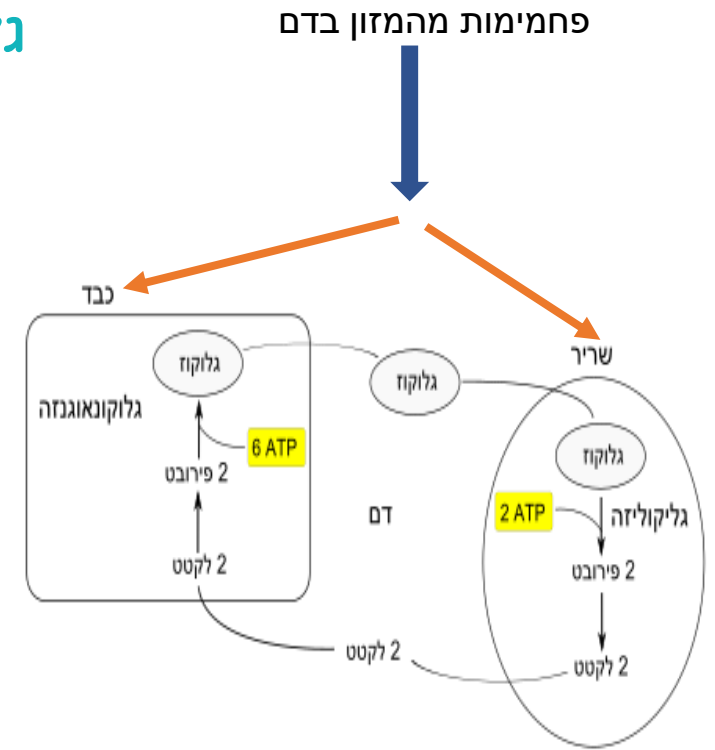 פחמימות מהמזון בדם
כבד
שריר
גלוקוז
גלוקוז
גלוקונאוגנזה
גלוקוז
6 ATP
2 פירובט
דם
2 ATP
גליקוליזה
2 פירובט
2 לקטט
2 לקטט
2 לקטט